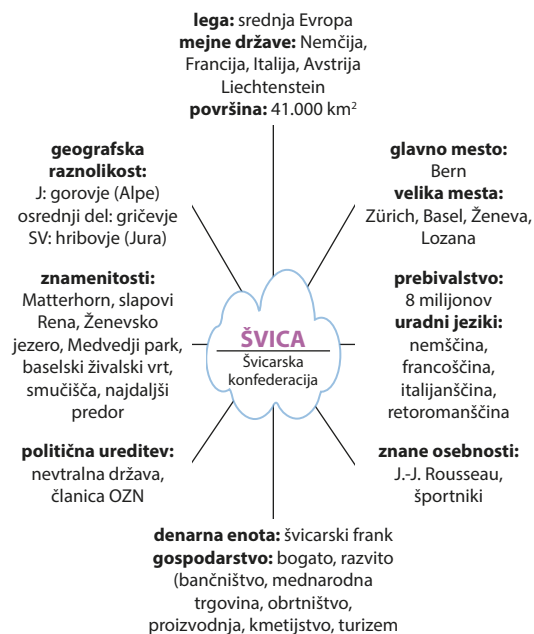 lega: srednja Evropa
mejne države: Nemčija,
Francija, Italija, Avstrija
Liechtenstein
površina: 41.000 km²
geografska
raznolikost:
J: gorovje (Alpe)
osrednji del: gričevje
SV: hribovje (Jura)
glavno mesto:
Bern
velika mesta:
Zürich, Basel, Ženeva,
Lozana
znamenitosti:
Matterhorn, slapovi
Rena, Ženevsko
jezero, Medvedji park,
baselski živalski vrt,
smučišča, najdaljši
predor
ŠVICA
Švicarska
konfederacija
prebivalstvo:
8 milijonov
uradni jeziki:
nemščina,
francoščina,
italijanščina,
retoromanščina
politična ureditev:
nevtralna država,
članica OZN
znane osebnosti:
J.-J. Rousseau,
športniki
denarna enota: švicarski frank
gospodarstvo: bogato, razvito
(bančništvo, mednarodna
trgovina, obrtništvo,
proizvodnja, kmetijstvo, turizem